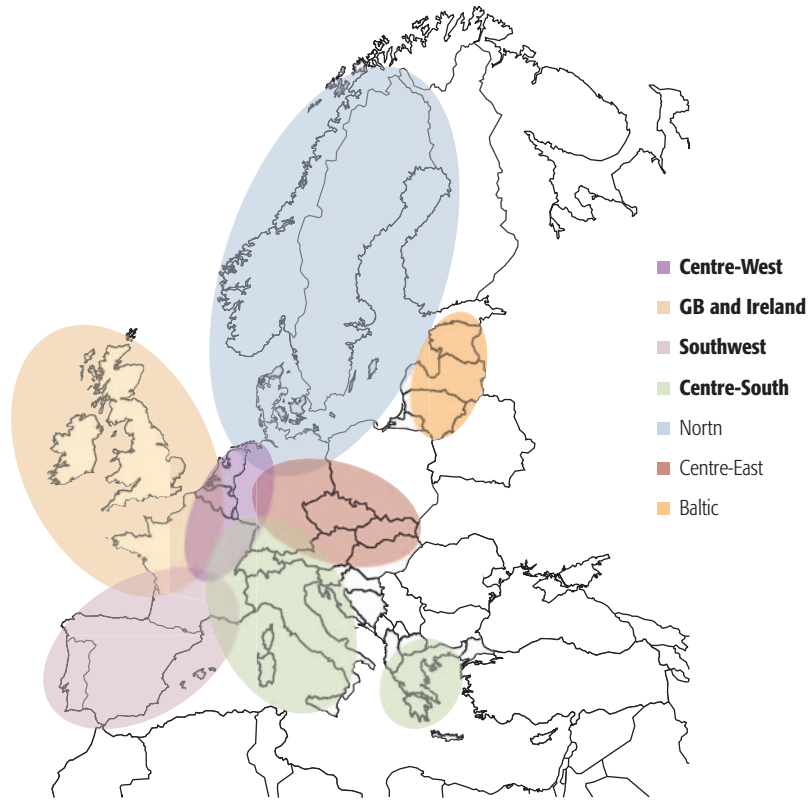 Centre-West
GB and Ireland
Southwest
Centre-South
Nortn
Centre-East
Baltic